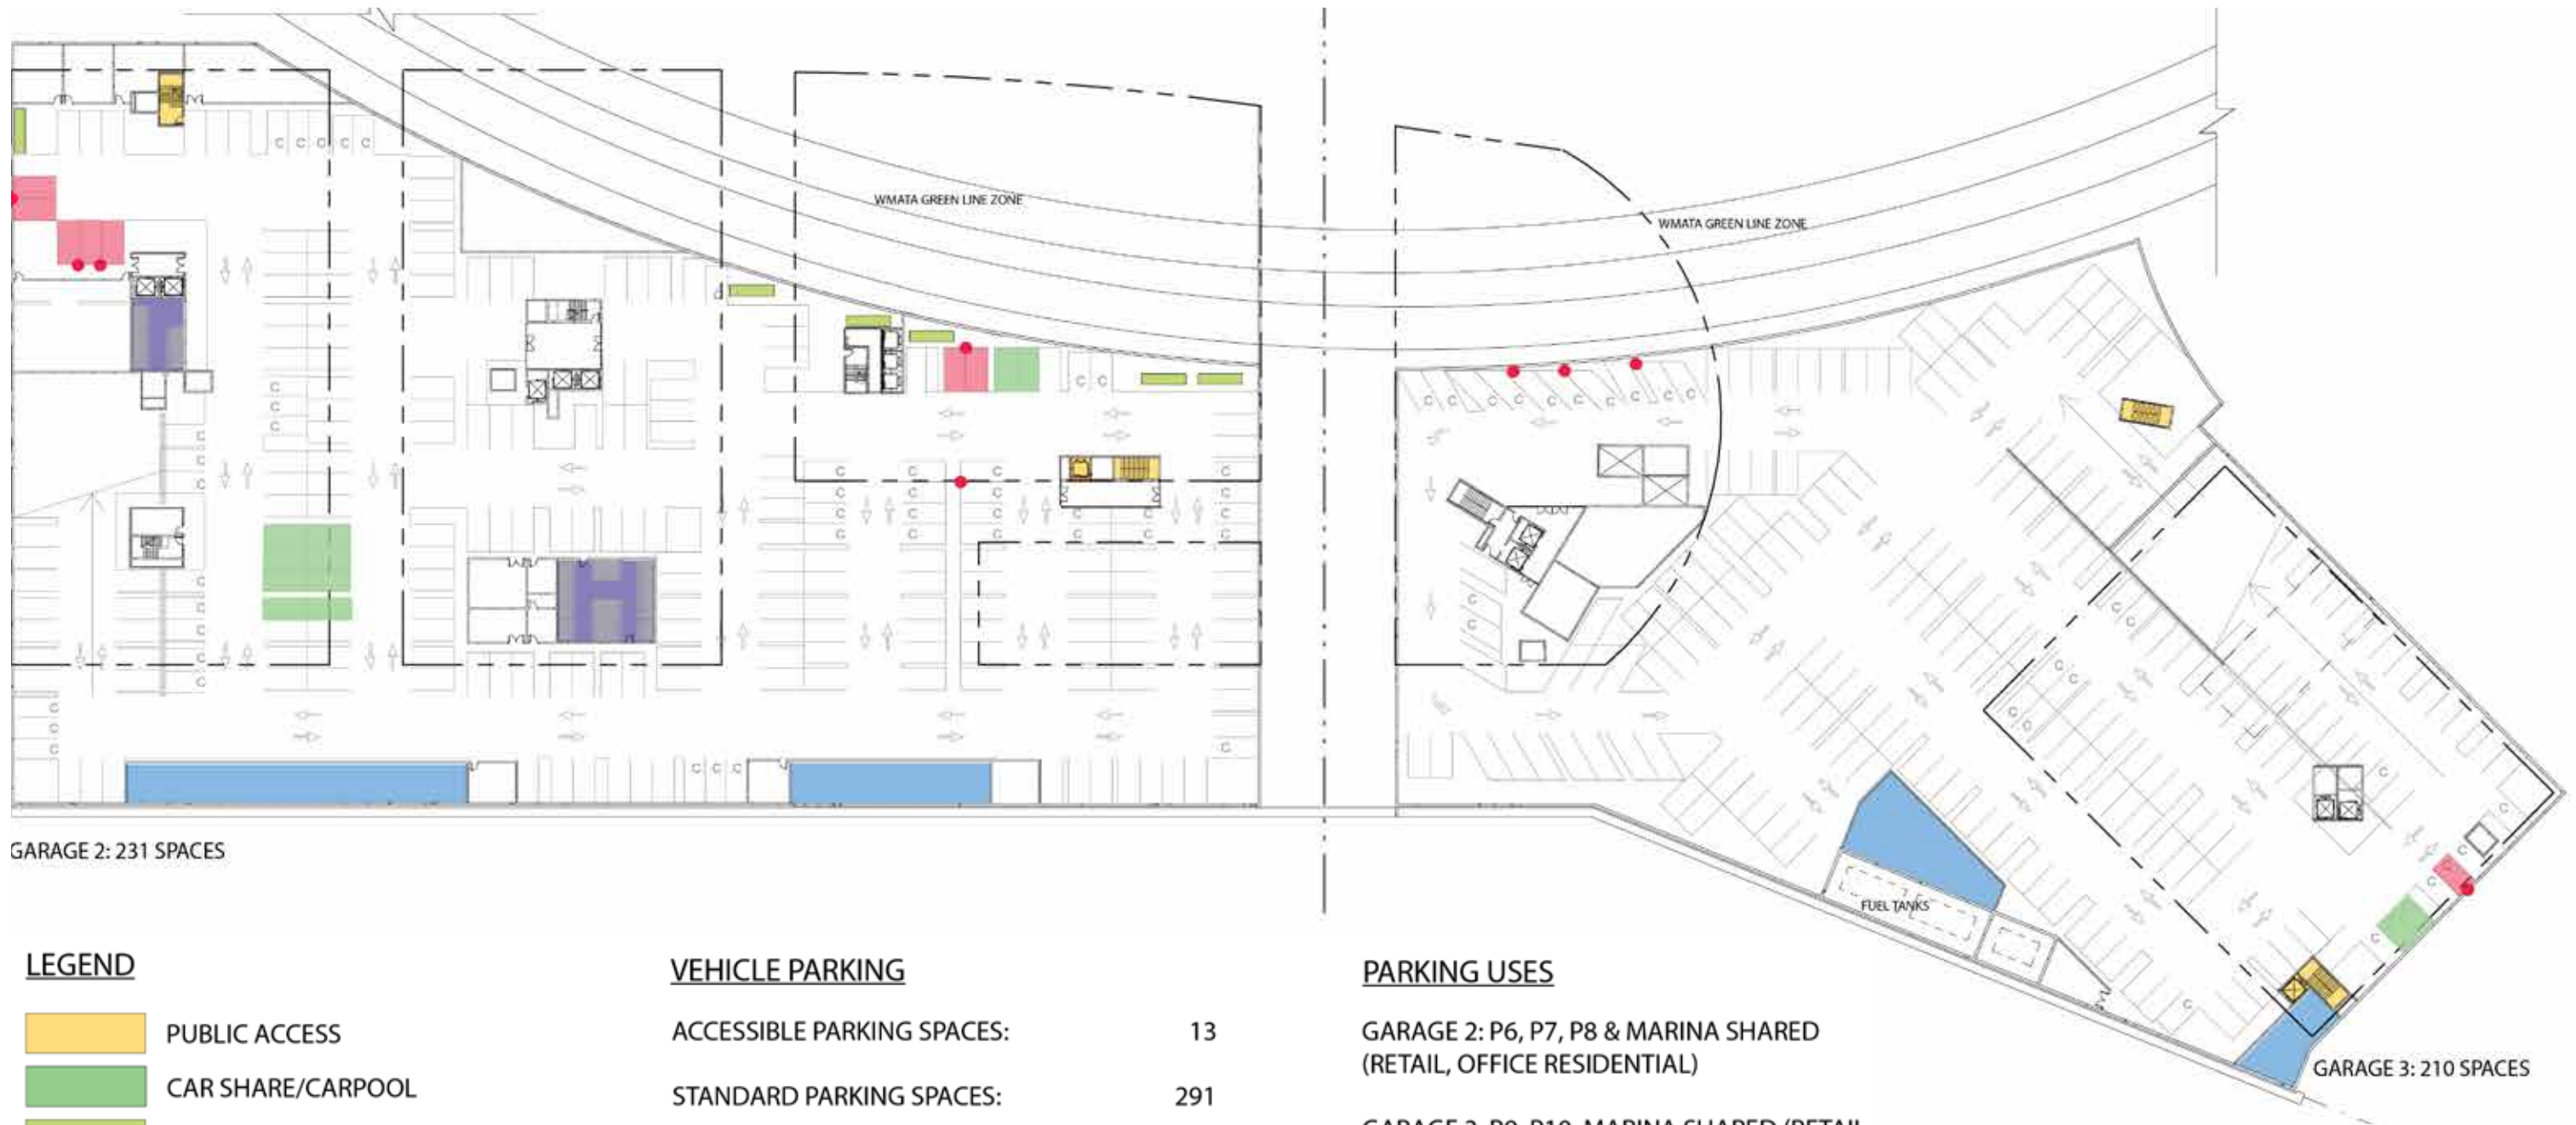 WMATA GREEN LINE ZONE
WMATA GREEN LINE ZONE
FUEL TANKS
GARAGE 2: 231 SPACES
GARAGE 3: 210 SPACES
LEGEND
PUBLIC ACCESS
CAR SHARE/CARPOOL
VEHICLE PARKING
ACCESSIBLE PARKING SPACES: 13
STANDARD PARKING SPACES: 291
PARKING USES
GARAGE 2: P6, P7, P8 & MARINA SHARED
(RETAIL, OFFICE RESIDENTIAL)